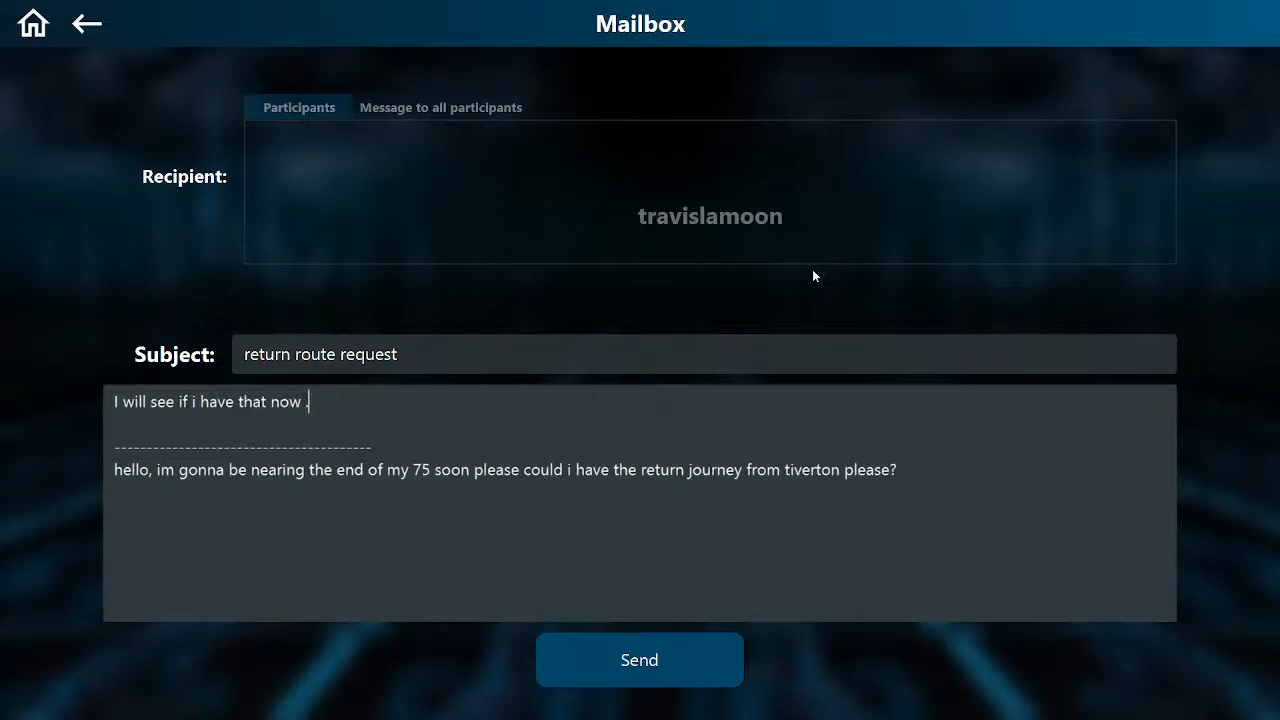 Mailbox
Participants Message to all participants
Recipient:
travislamoon
Subject: return route request
I will see if i have that now .
----------------------------------------
hello, im gonna be nearing the end of my 75 soon please could i have the return journey from tiverton please?
Send